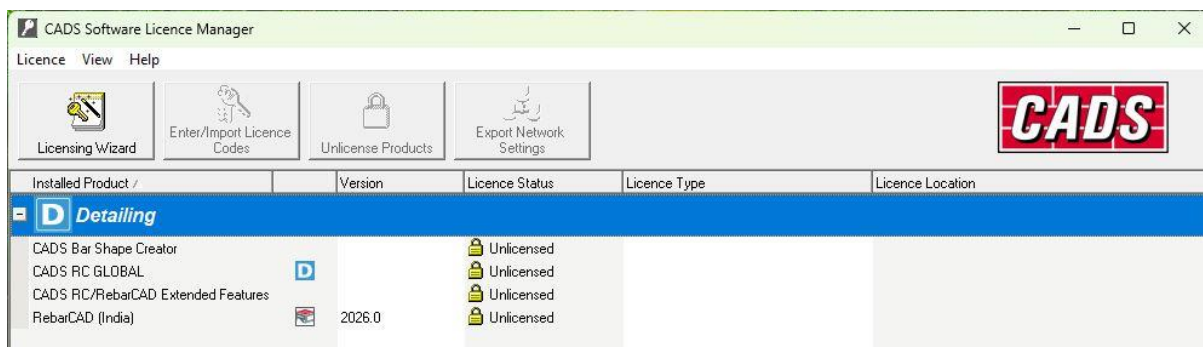 CADS Software Licence Manager
Licence View Help
Licensing Wizard
Enter/Import Licence
Codes
Unlicense Products
Export Network
Settings
CADS
Installed Product / Version Licence Status Licence Type Licence Location
D Detailing
CADS Bar Shape Creator Unlicensed
CADS RC GLOBAL D Unlicensed
CADS RC/RebarCAD Extended Features Unlicensed
RebarCAD (India) 2026.0 Unlicensed